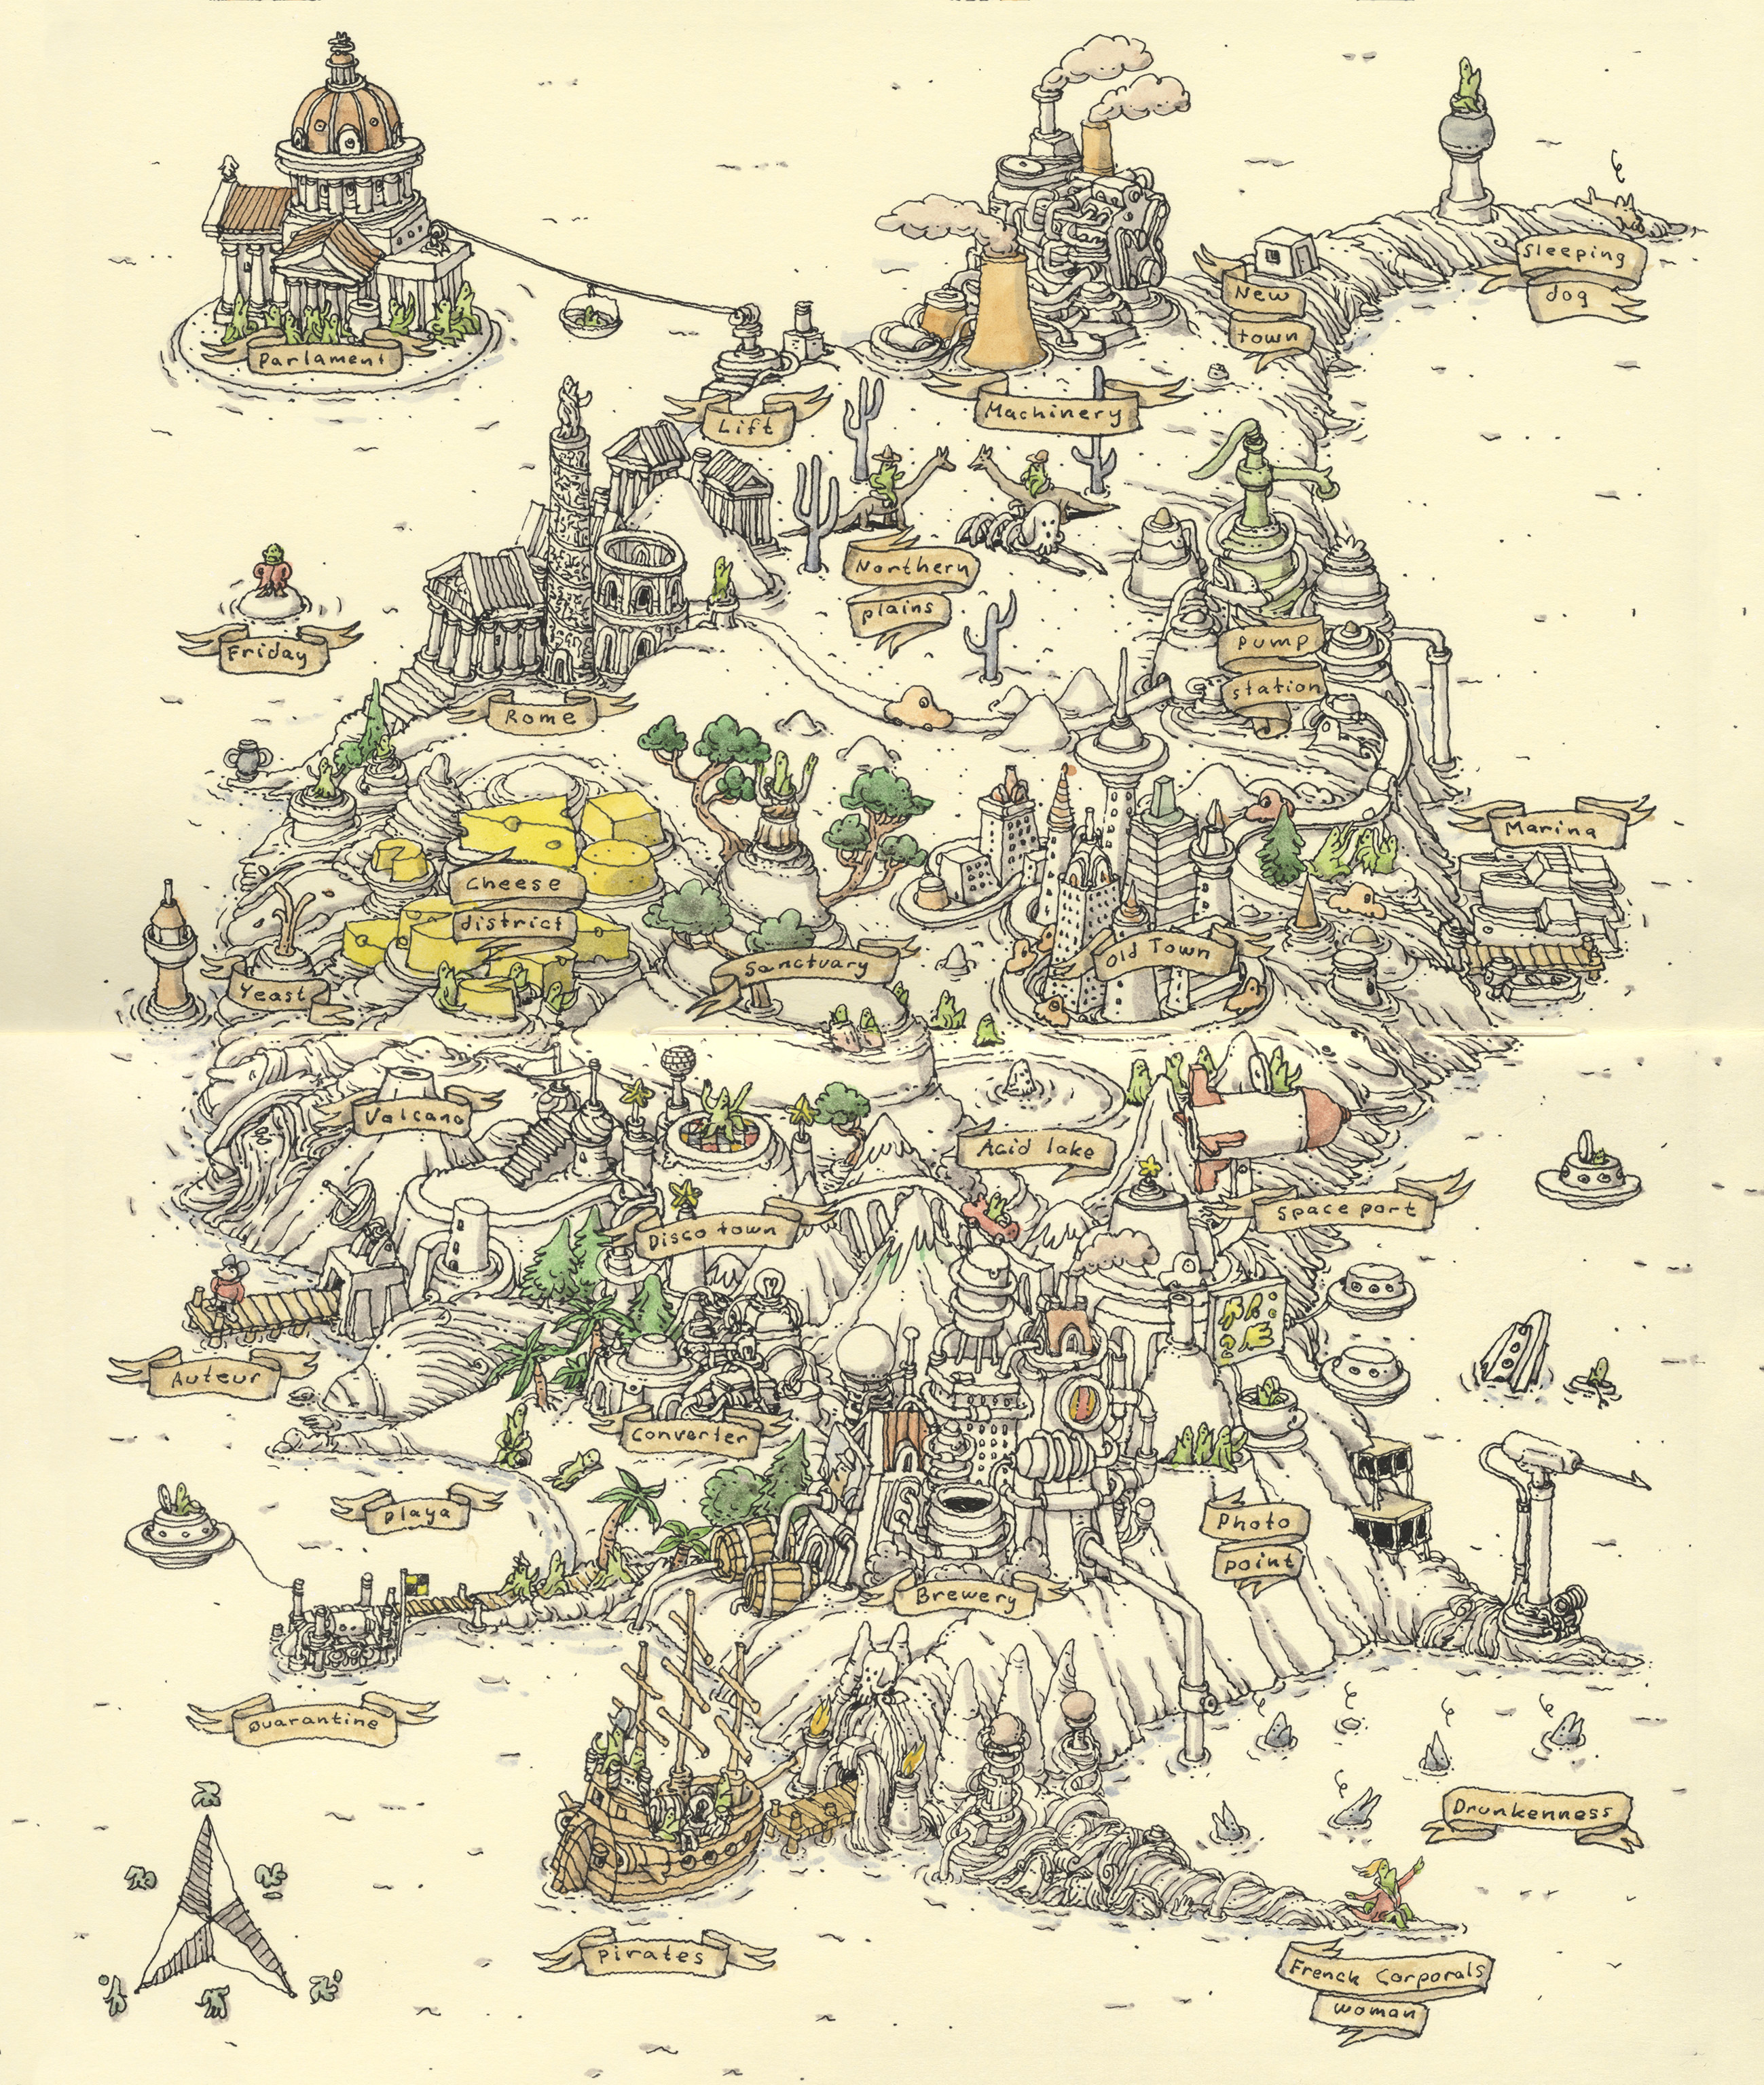 Parlament
Lift
Machinery
New
town
Sleeping
dog
Friday
Northern
plains
Rome
pump
station
Marina
Cheese
district
Yeast
Sanctuary
Old Town
Volcano
Acid lake
Space port
Disco town
Auteur
Converter
playa
Photo
point
Brewery
Quarantine
Drunkenness
pirates
French Corporals
woman